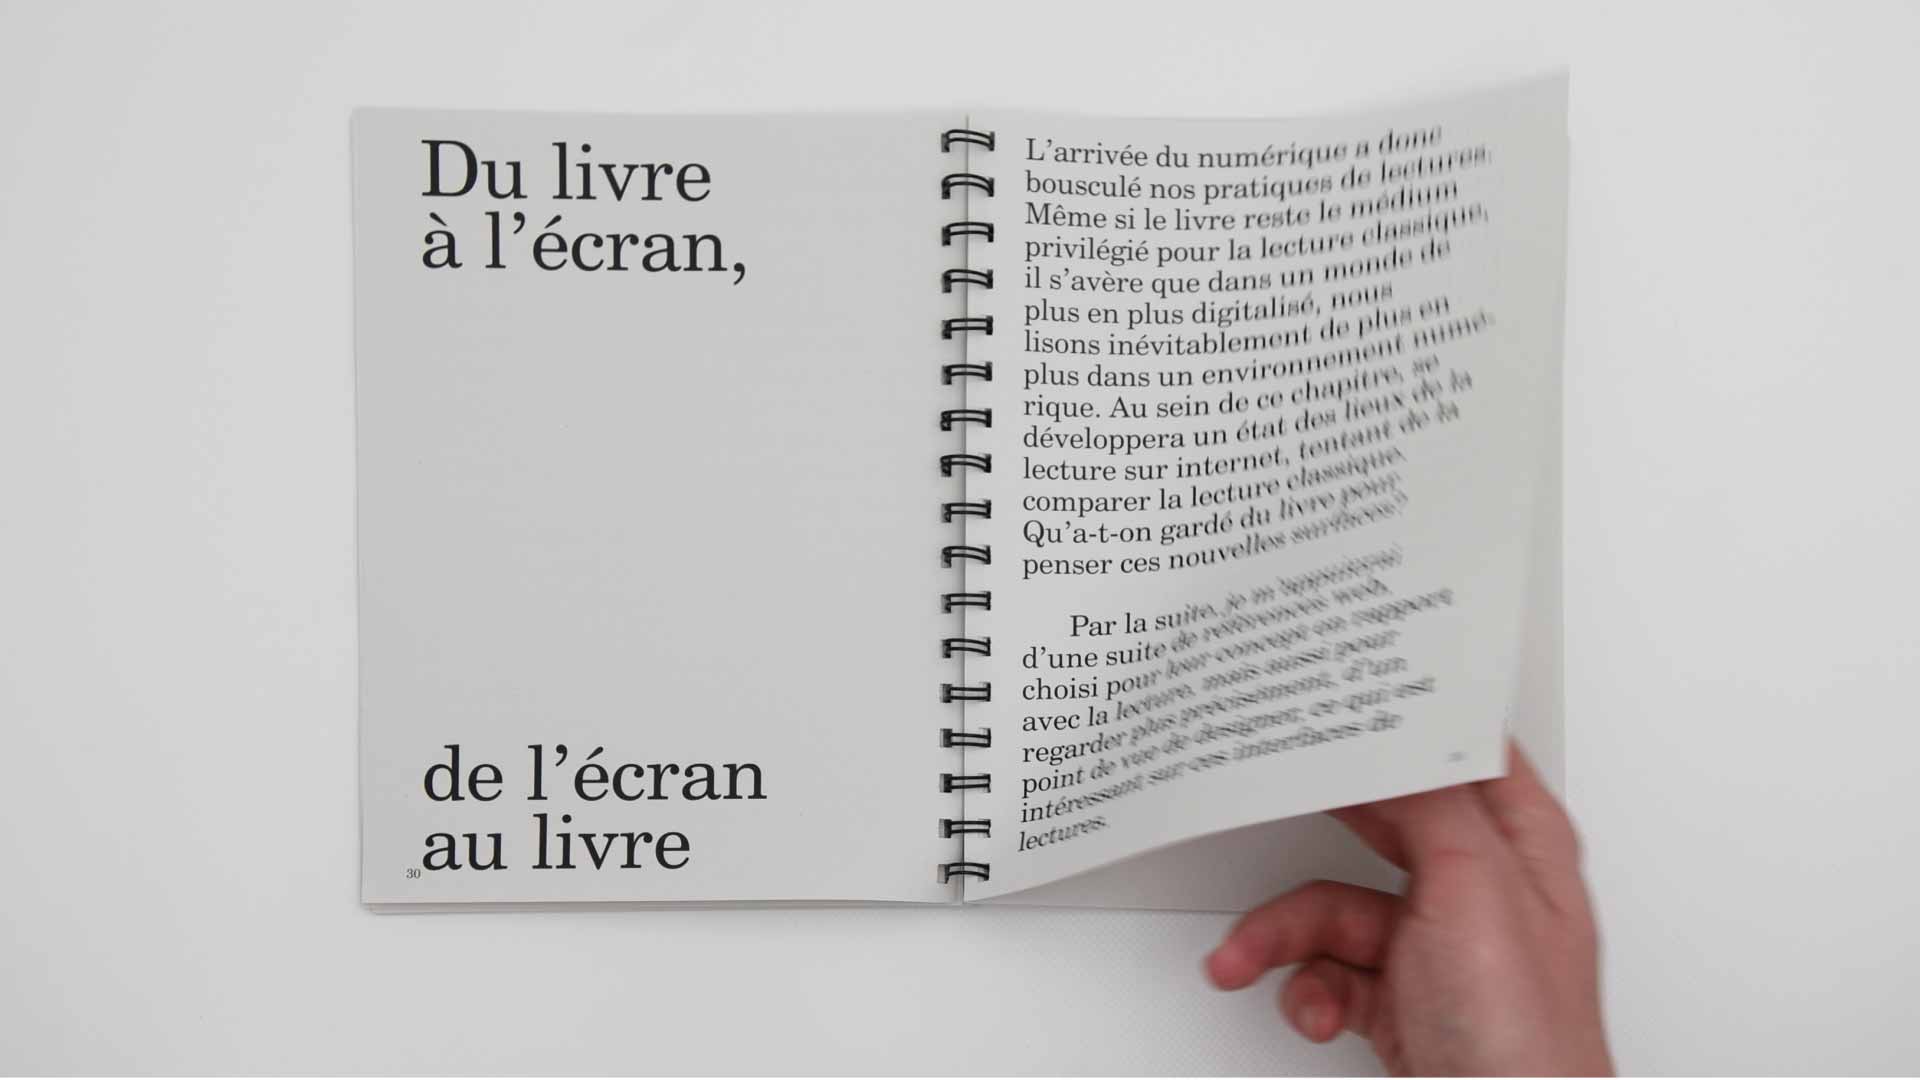 Du livre
à l’écran,
de l’écran
au livre
30
L’arrivée du numérique a donc
bousculé nos pratiques de lectures.
Même si le livre reste le médium
privilégié pour la lecture classique,
il s’avère que dans un monde de
plus en plus digitalisé, nous
lisons inévitablement de plus en
plus dans un environnement numé-
rique. Au sein de ce chapitre, se
développera un état des lieux de la
lecture sur internet, tentant de la
comparer la lecture classique.
Qu’a-t-on gardé du livre pour
penser ces nouvelles surfaces?
Par la suite, je m’appuierai
d’une suite de références web,
choisi pour leur concept en rapport
avec la lecture, mais aussi pour
regarder plus précisément, d’un
point de vue de designer, ce qui est
intéressant sur ces interfaces de
lectures.